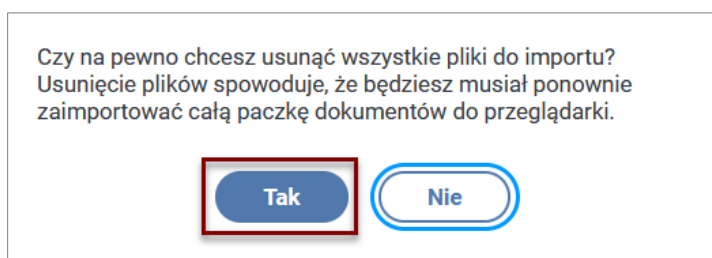 Czy na pewno chcesz usunąć wszystkie pliki do importu?
Usunięcie plików spowoduje, że będziesz musiał ponownie
zaimportować całą paczkę dokumentów do przeglądarki.
Tak
Nie